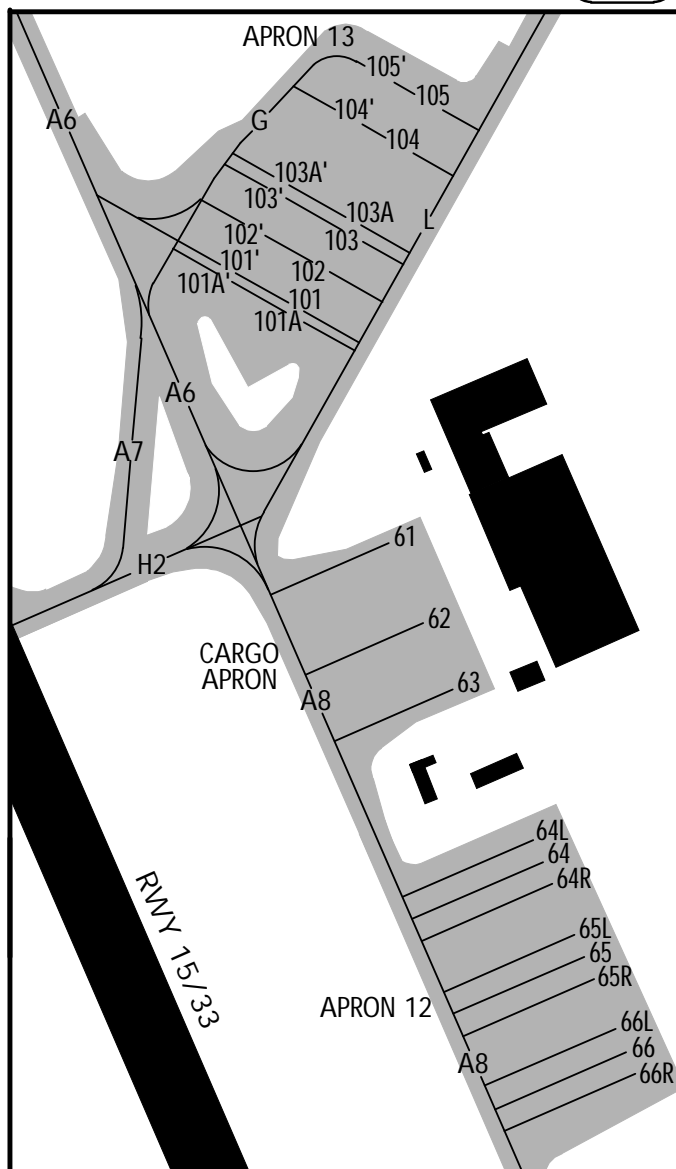 APRON 13
105'
105
A6
104'
G
104
103A'
103'
103A
L
103
102'
101'
102
101A'
101
101A
A6
A7
61
H2
62
CARGO
APRON
63
A8
64L
64
64R
RWY 15/33
65L
65
65R
APRON 12
66L
66
A8
66R